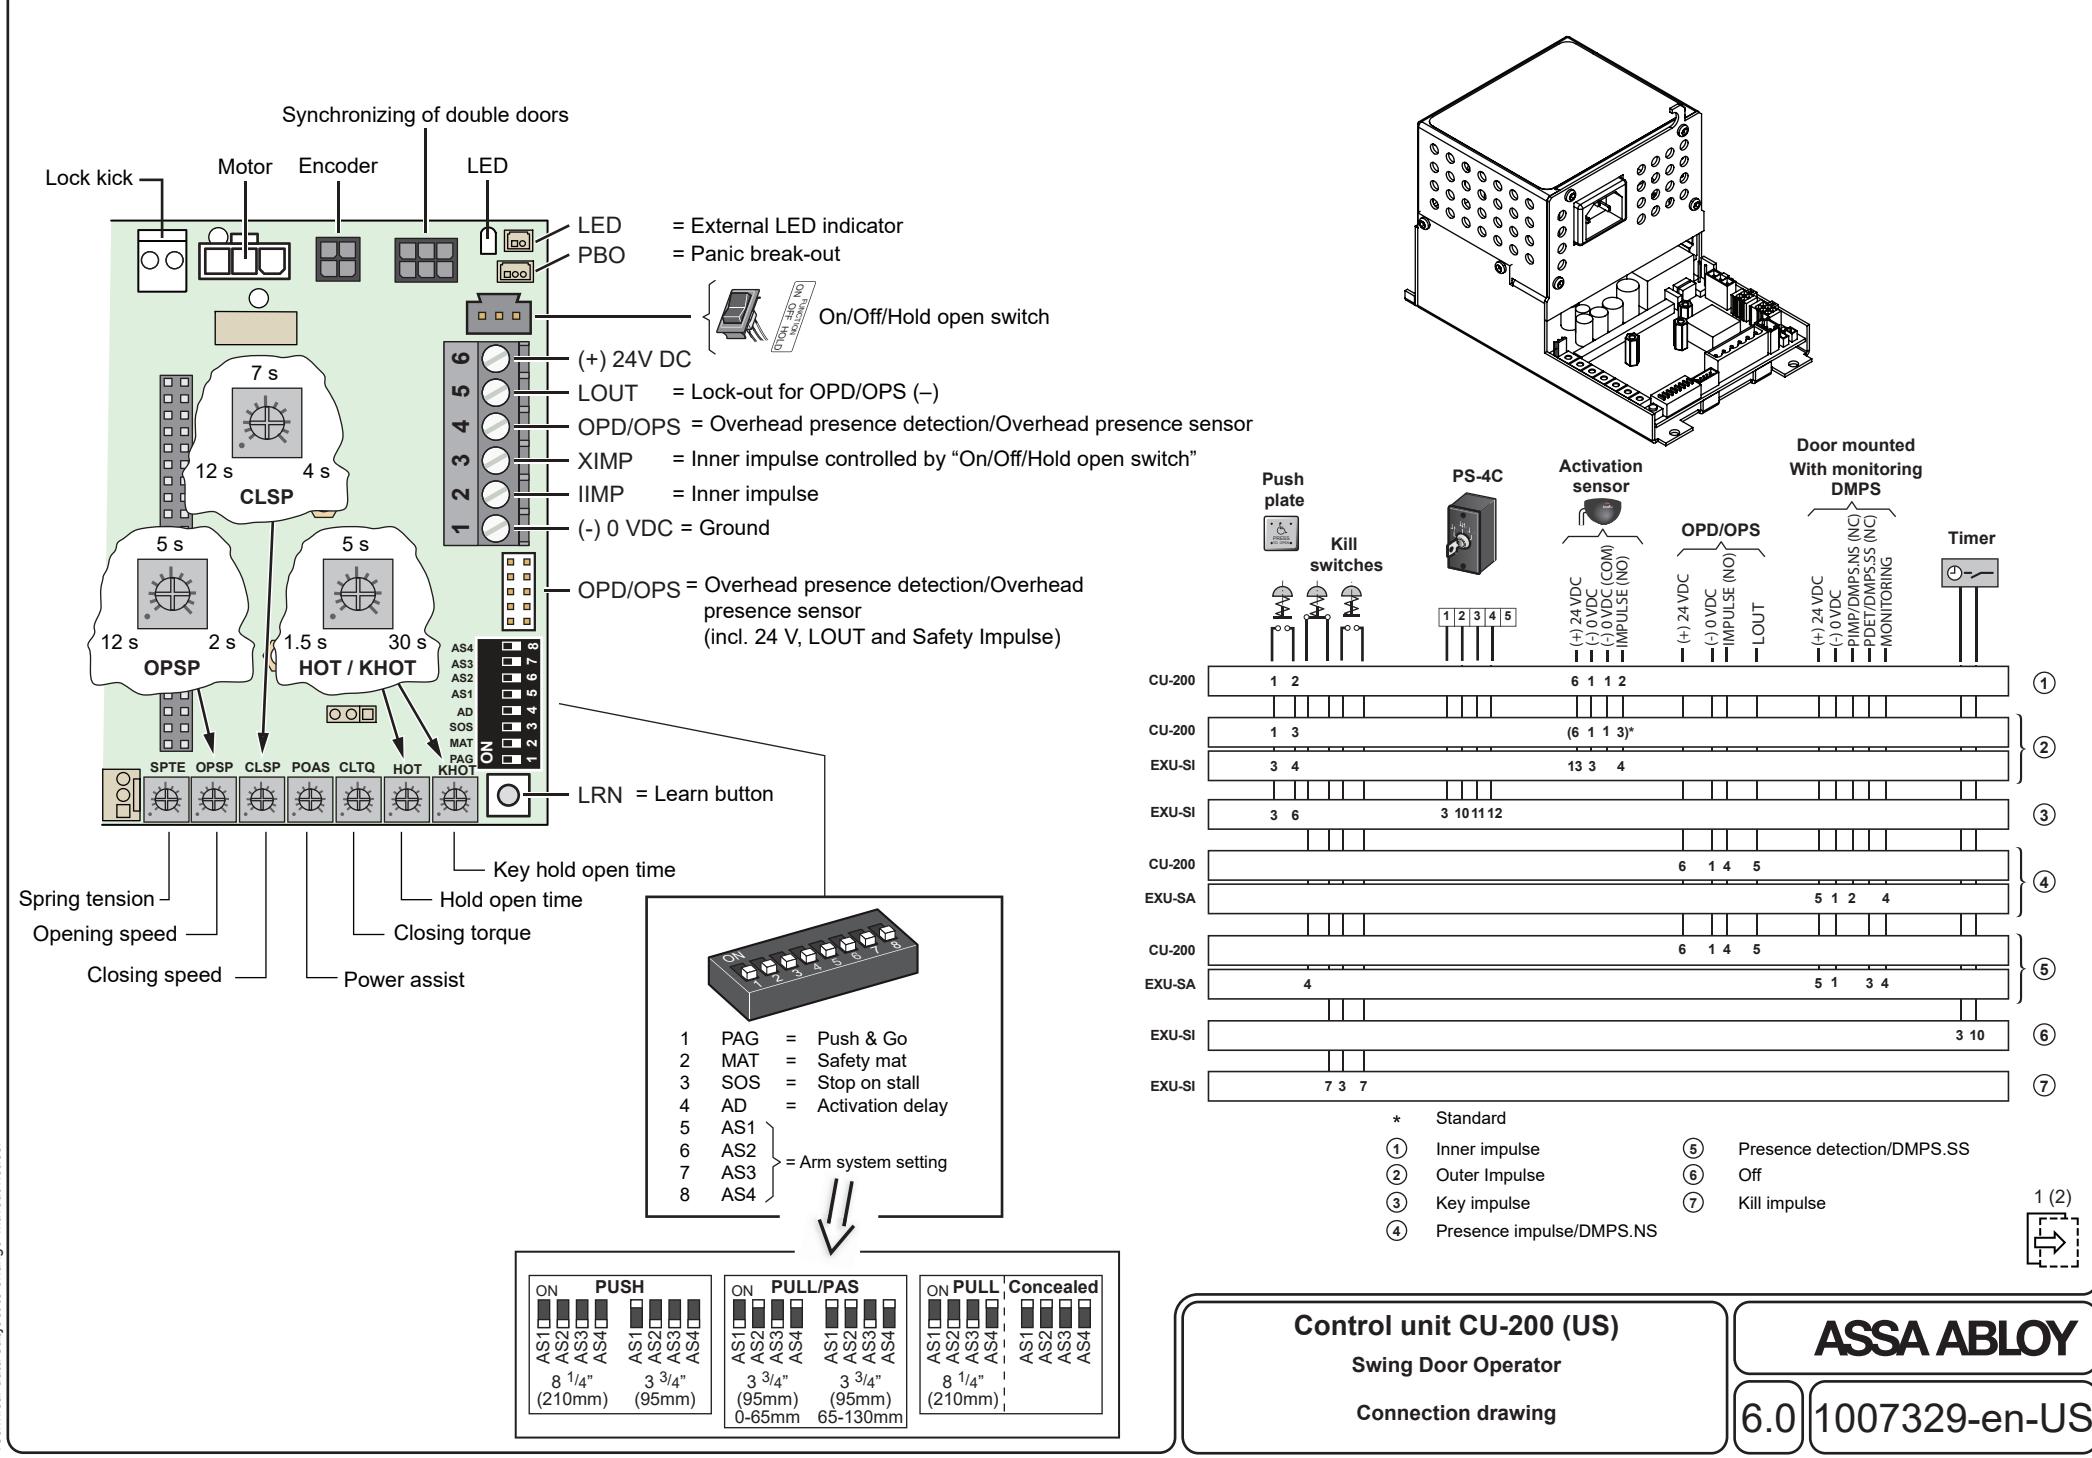 Synchronizing of double doors
Lock kick
Motor
Encoder
LED
LED = External LED indicator
PBO = Panic break-out
ON OFF HOLD
FUNCTION
On/Off/Hold open switch
6 (+) 24V DC
5 LOUT = Lock-out for OPD/OPS (–)
4 OPD/OPS = Overhead presence detection/Overhead presence sensor
3 XIMP = Inner impulse controlled by “On/Off/Hold open switch”
2 IIMP = Inner impulse
1 (-) 0 VDC = Ground
OPD/OPS = Overhead presence detection/Overhead
presence sensor
(incl. 24 V, LOUT and Safety Impulse)
7 s
12 s 4 s
CLSP
5 s
12 s 2 s
OPSP
5 s
1.5 s 30 s
HOT / KHOT
AS4 8
AS3 7
AS2 6
AS1 5
AD 4
SOS 3
MAT 2
PAG 1
ON
SPTE OPSP CLSP POAS CLTQ HOT KHOT
LRN = Learn button
Key hold open time
Spring tension
Hold open time
Opening speed
Closing torque
Closing speed
Power assist
ON
1 2 3 4 5 6 7 8
1 PAG = Push & Go
2 MAT = Safety mat
3 SOS = Stop on stall
4 AD = Activation delay
5 AS1
6 AS2
7 AS3
8 AS4
= Arm system setting
ON PUSH
AS1 AS2 AS3 AS4 AS1 AS2 AS3 AS4
8 1/4” 3 3/4”
(210mm) (95mm)
ON PULL/PAS
AS1 AS2 AS3 AS4 AS1 AS2 AS3 AS4
3 3/4” 3 3/4”
(95mm) (95mm)
0-65mm 65-130mm
ON PULL Concealed
AS1 AS2 AS3 AS4 AS1 AS2 AS3 AS4
8 1/4”
(210mm)
Push
plate
PRESS
TO OPEN
Kill
switches
PS-4C
1 2 3 4 5
Activation
sensor
(+) 24 VDC
(-) 0 VDC
(-) 0 VDC (COM)
IMPULSE (NO)
OPD/OPS
(+) 24 VDC
(-) 0 VDC
IMPULSE (NO)
LOUT
Door mounted
With monitoring
DMPS
(+) 24 VDC
(-) 0 VDC
PIMP/DMPS.NS (NC)
PDET/DMPS.SS (NC)
MONITORING
Timer
CU-200 1 2 6 1 1 2 1
CU-200 1 3 (6 1 1 3)*
2
EXU-SI 3 4 13 3 4
EXU-SI 3 6 3 10 11 12 3
CU-200 6 1 4 5
4
EXU-SA 5 1 2 4
CU-200 6 1 4 5
5
EXU-SA 4 5 1 3 4
EXU-SI 3 10 6
EXU-SI 7 3 7 7
* Standard
1 Inner impulse
2 Outer Impulse
3 Key impulse
4 Presence impulse/DMPS.NS
5 Presence detection/DMPS.SS
6 Off
7 Kill impulse
1 (2)
Control unit CU-200 (US)
Swing Door Operator
Connection drawing
ASSA ABLOY
6.0
1007329-en-US